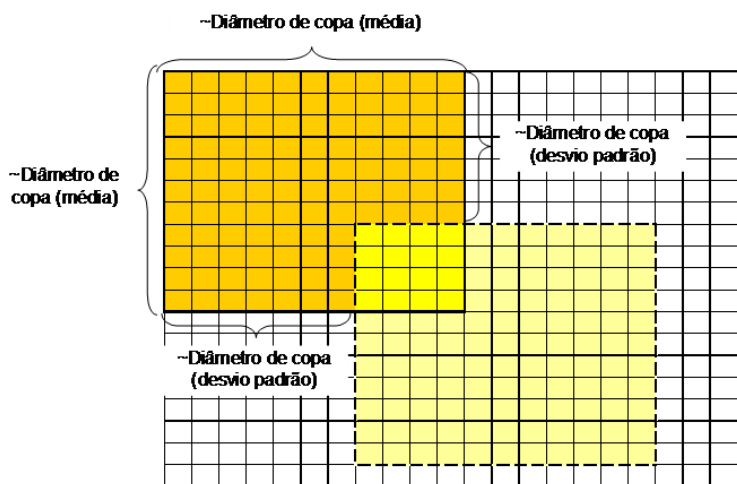 ~Diâmetro de copa (média)
~Diâmetro de copa
(desvio padrão)
~Diâmetro de
copa (média)
~Diâmetro de copa
(desvio padrão)